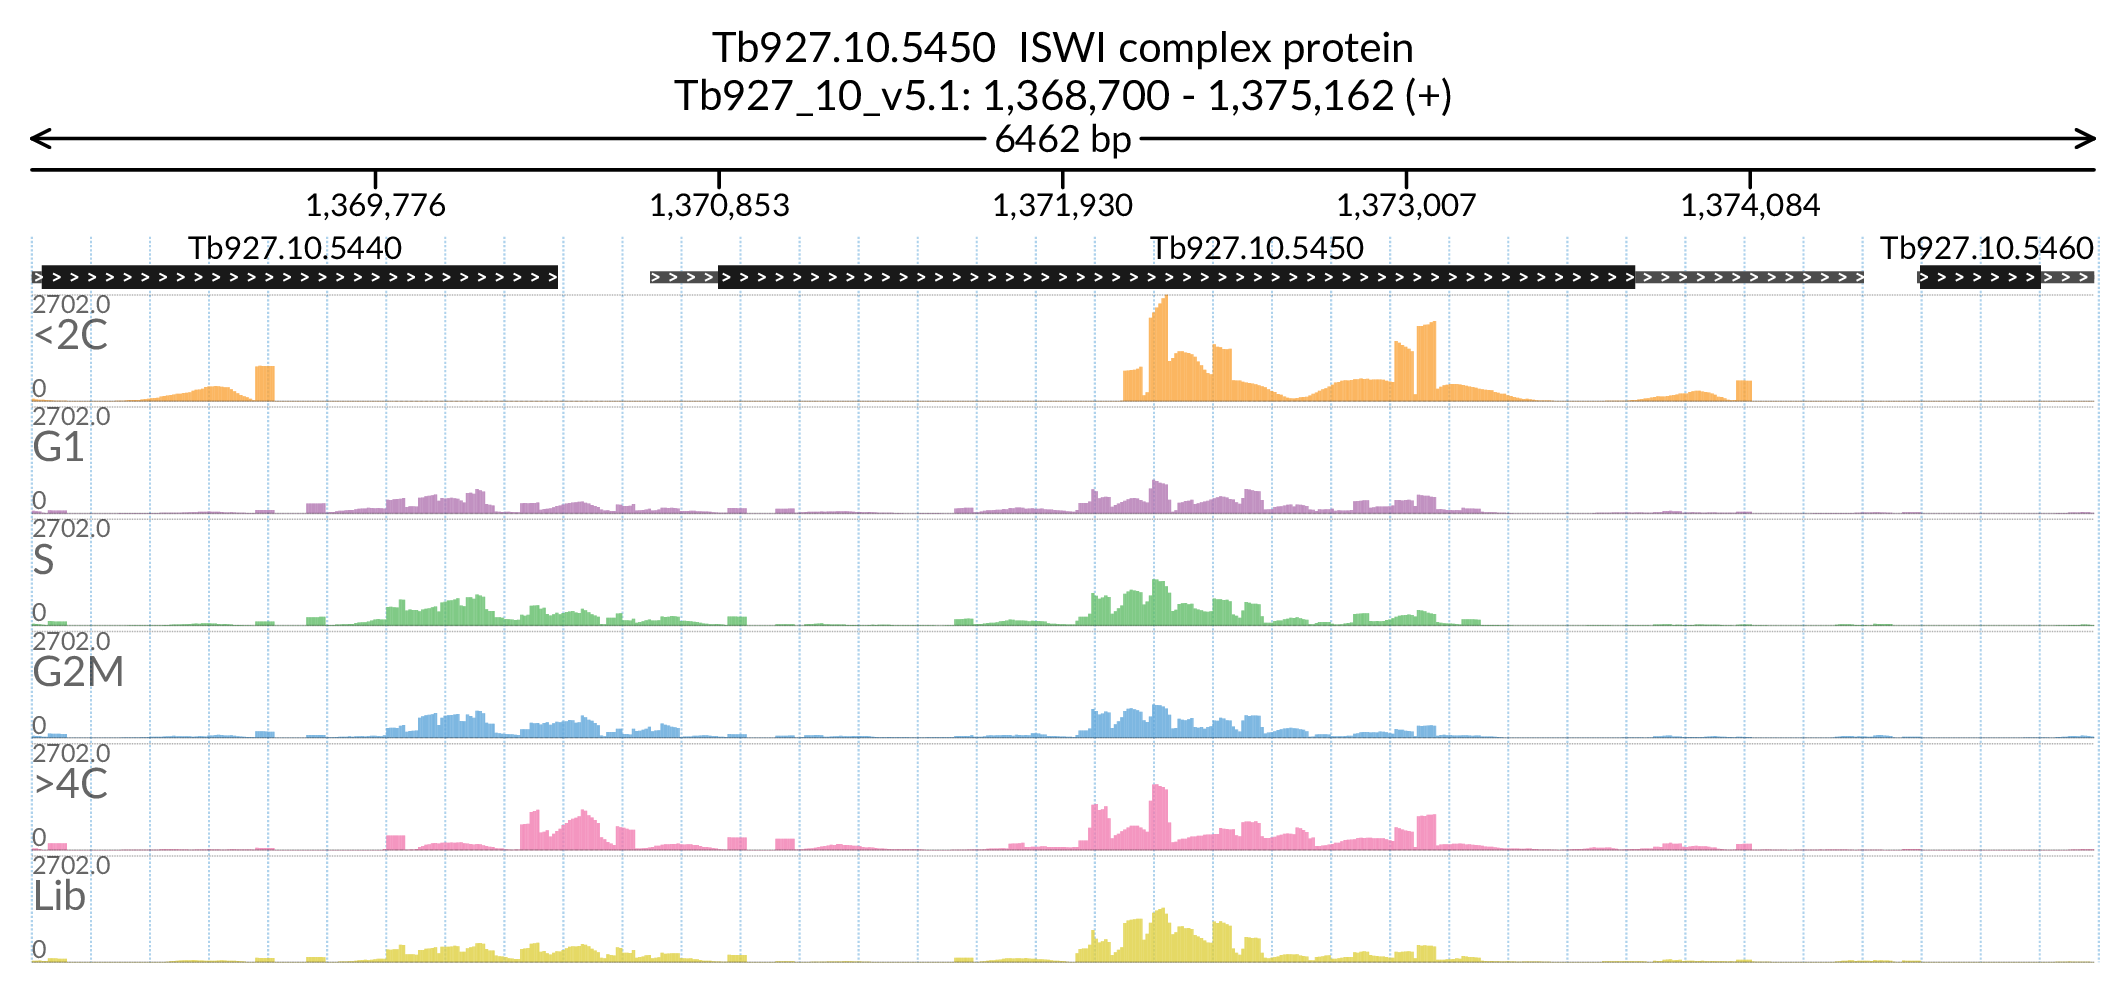 Tb927.10.5450  ISWI complex protein
Tb927_10_v5.1: 1,368,700 - 1,375,162 (+)
6462 bp
1,369,776 1,370,853 1,371,930 1,373,007 1,374,084
Tb927.10.5440 Tb927.10.5450 Tb927.10.5460
2702.0
<2C
0
2702.0
G1
0
2702.0
S
0
2702.0
G2M
0
2702.0
>4C
0
2702.0
Lib
0